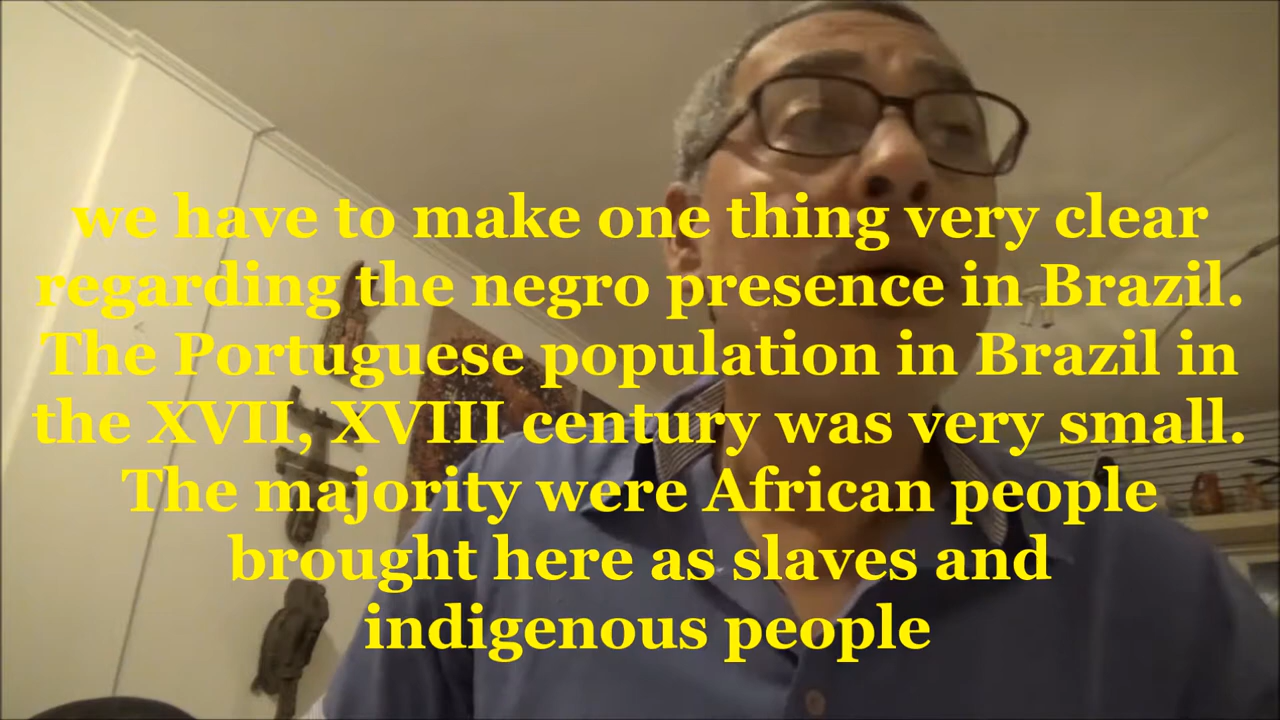 we have to make one thing very clear
regarding the negro presence in Brazil.
The Portuguese population in Brazil in
the XVII, XVIII century was very small.
The majority were African people
brought here as slaves and
indigenous people